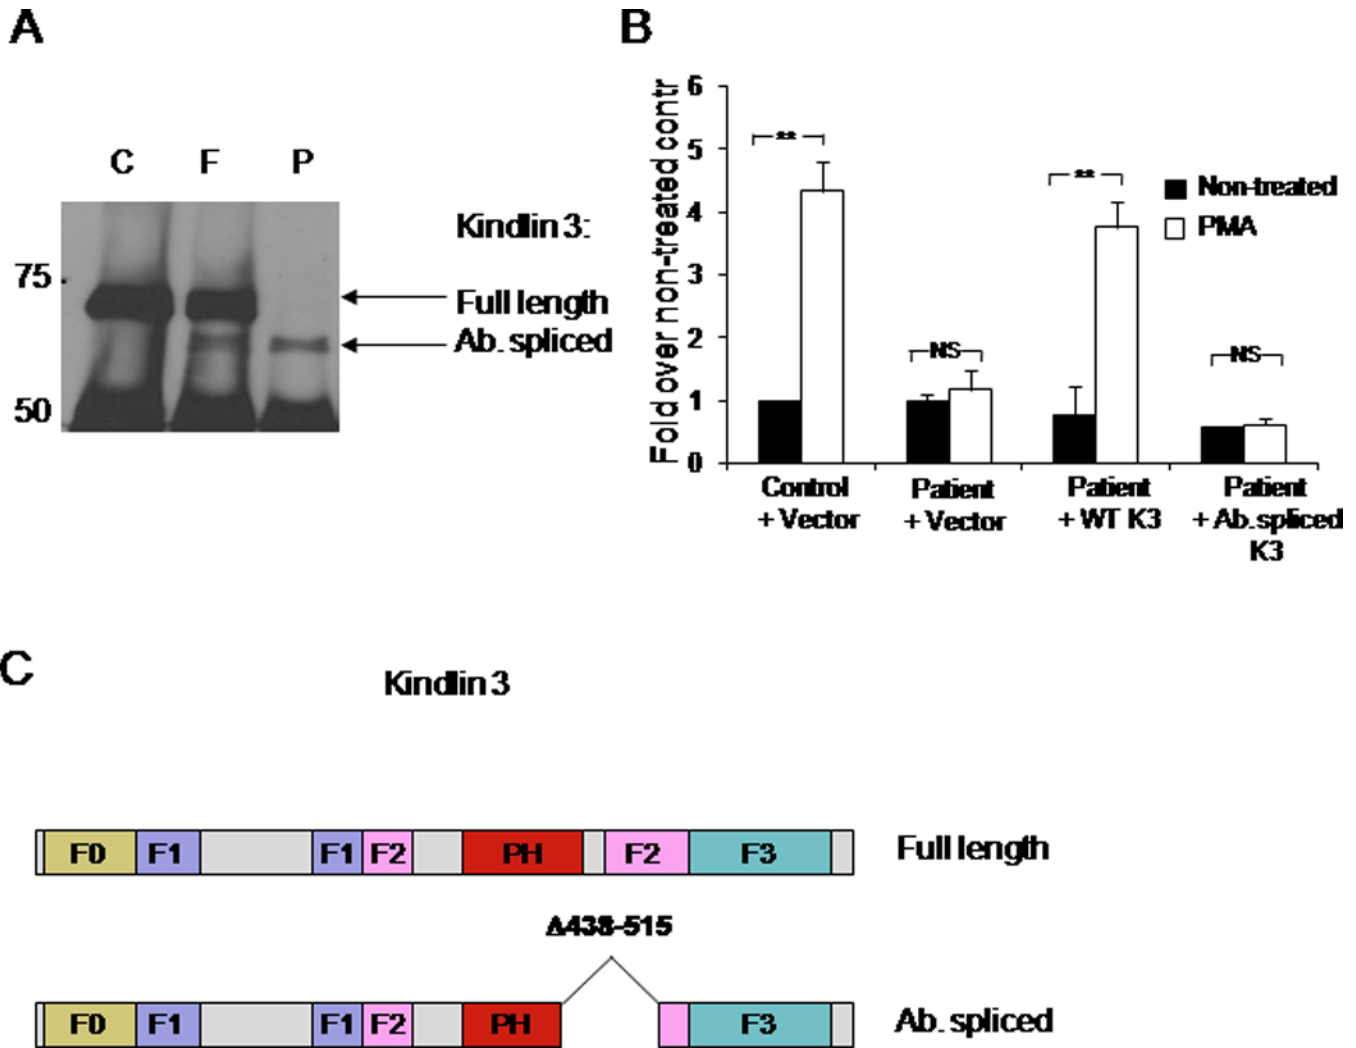 A
C F P
75
50
Kindlin 3:
Full length
Ab. spliced
B
Fold over non-treated contr
6
5
4
3
2
1
0
**
NS
**
NS
Non-treated
PMA
Control
+ Vector
Patient
+ Vector
Patient
+ WT K3
Patient
+ Ab.spliced
K3
C
Kindlin 3
F0 F1 F1 F2 PH F2 F3
Full length
Δ438-515
F0 F1 F1 F2 PH F3
Ab. spliced